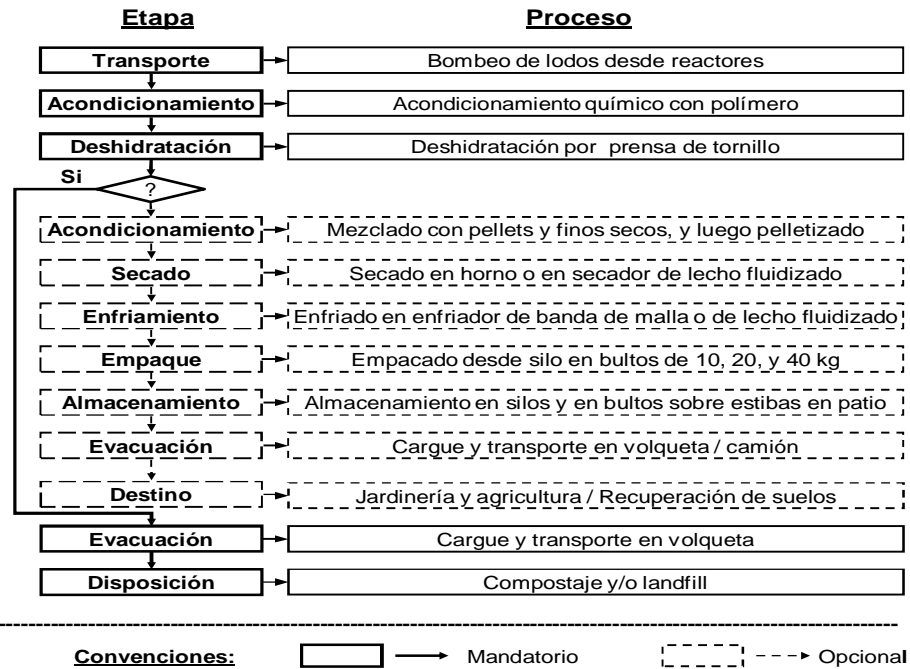 Etapa Proceso
Transporte Bombeo de lodos desde reactores
Acondicionamiento Acondicionamiento químico con polímero
Deshidratación Deshidratación por prensa de tornillo
Si
?
Acondicionamiento Mezclado con pellets y finos secos, y luego pelletizado
Secado Secado en horno o en secador de lecho fluidizado
Enfriamiento Enfriado en enfriador de banda de malla o de lecho fluidizado
Empaque Empacado desde silo en bultos de 10, 20, y 40 kg
Almacenamiento Almacenamiento en silos y en bultos sobre estibas en patio
Evacuación Cargue y transporte en volqueta / camión
Destino Jardinería y agricultura / Recuperación de suelos
Evacuación Cargue y transporte en volqueta
Disposición Compostaje y/o landfill
Convenciones: Mandatorio Opcional